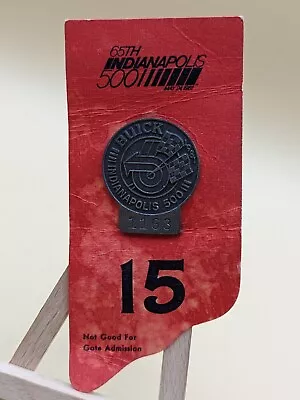 65TH
INDIANAPOLIS
500
MAY 24 1981
BUICK
INDIANAPOLIS 500
1163
15
Not Good For
Gate Admission